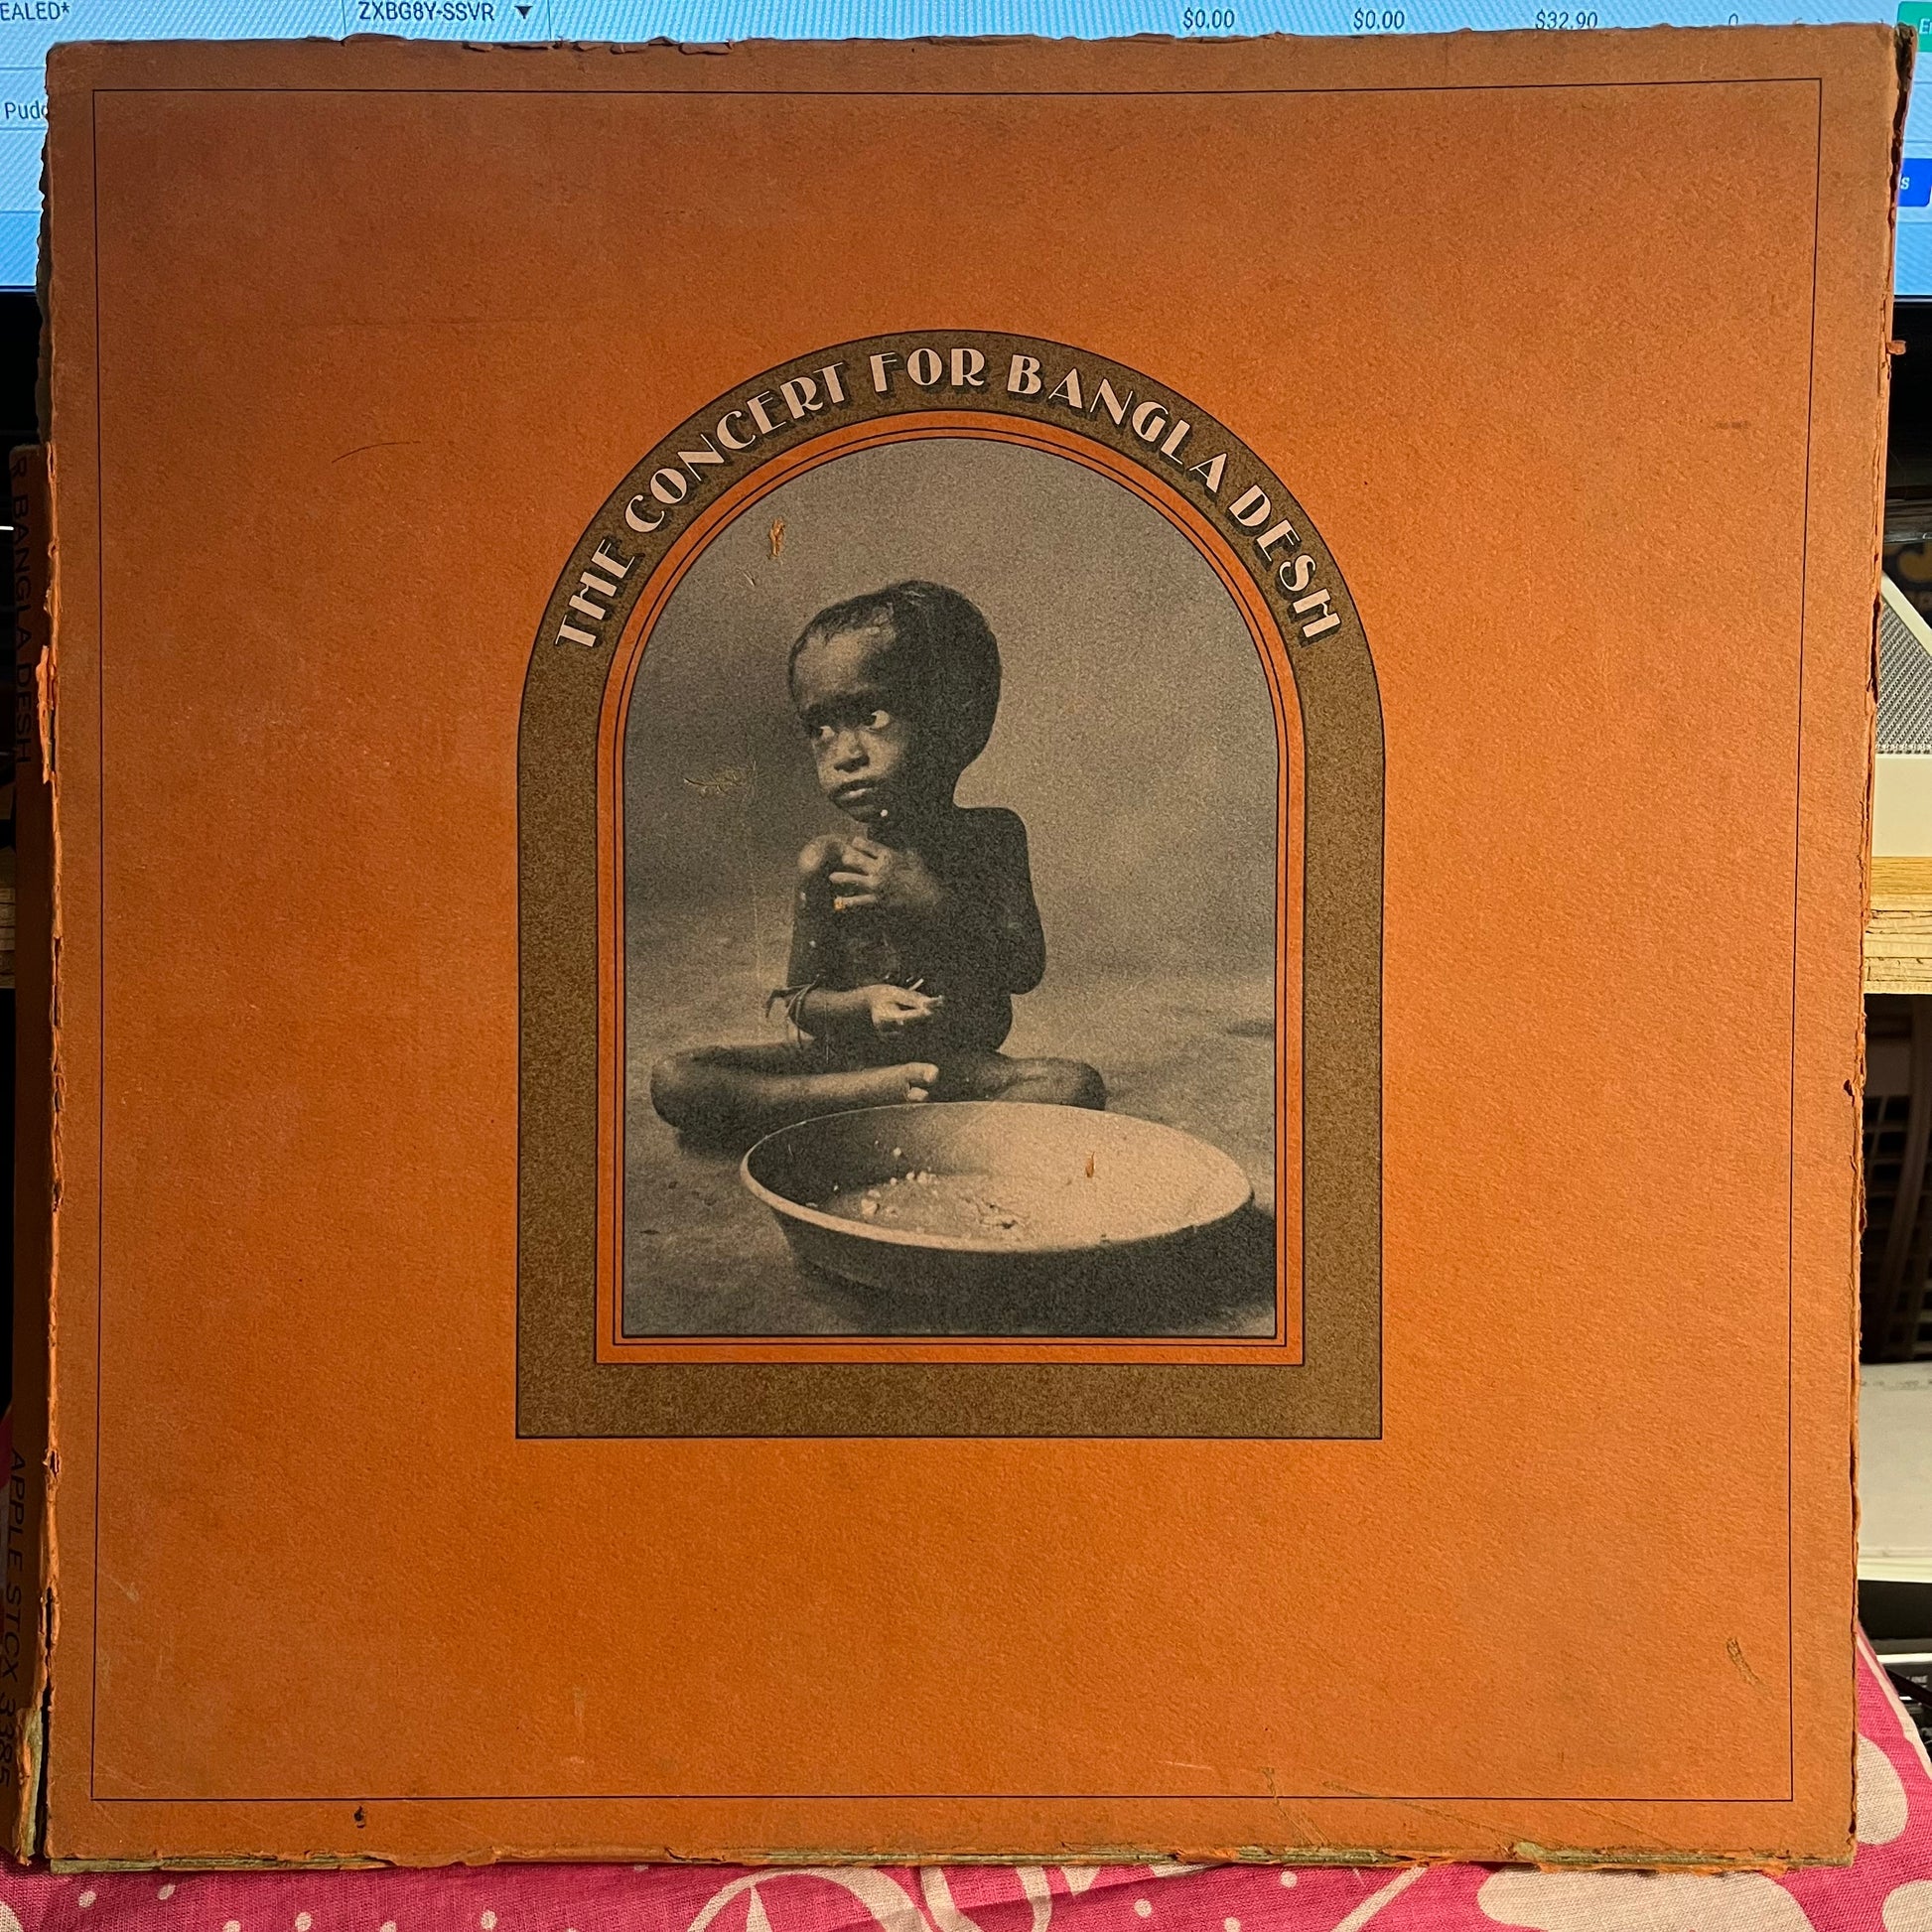 EALED*
ZXBG8Y-SSVR
$0.00
$0.00
$32.90
THE CONCERT FOR BANGLA DESH
R BANGLA DESH
APPLE STCX 3385